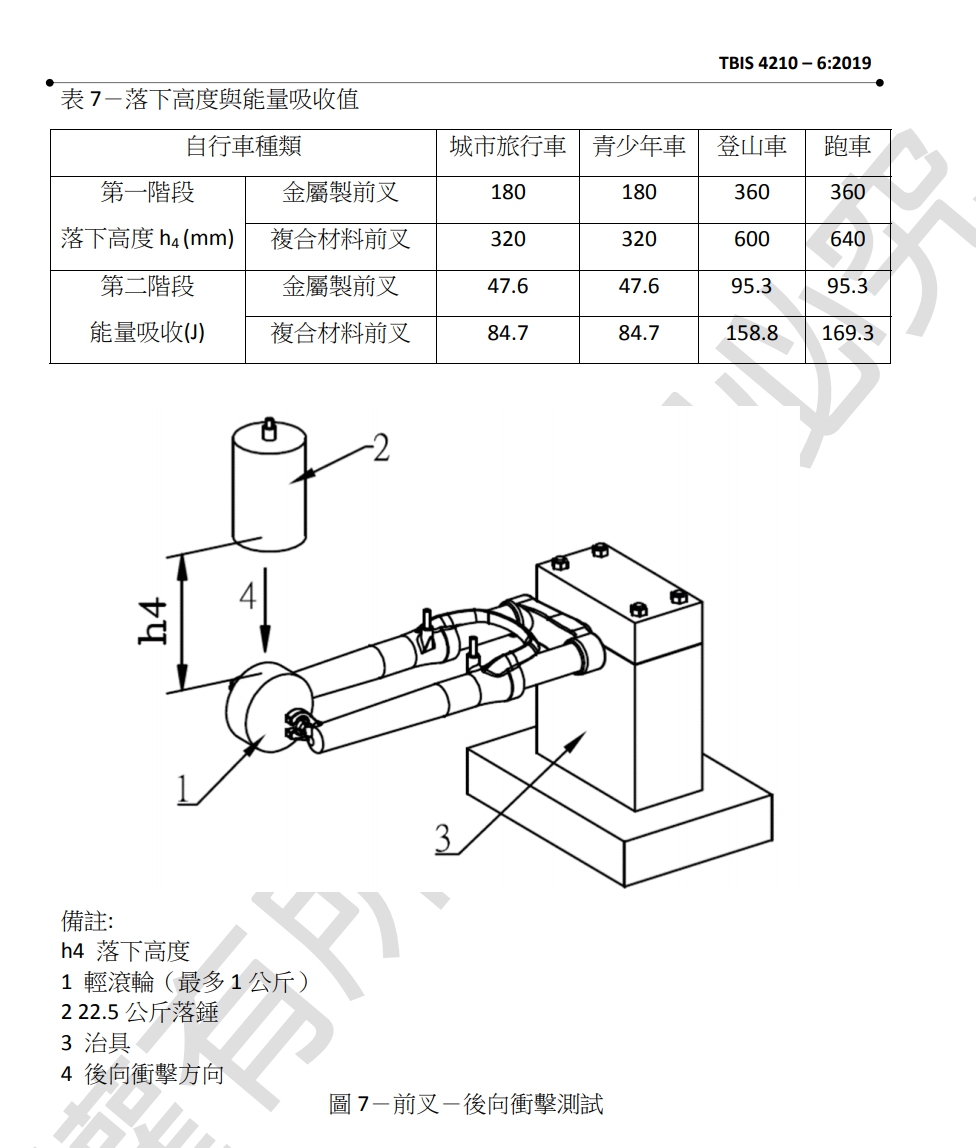 TBIS 4210 – 6:2019
表 7－落下高度與能量吸收值
自行車種類 城市旅行車 青少年車 登山車 跑車
第一階段 金屬製前叉 180 180 360 360
落下高度 h4 (mm) 複合材料前叉 320 320 600 640
第二階段 金屬製前叉 47.6 47.6 95.3 95.3
能量吸收(J) 複合材料前叉 84.7 84.7 158.8 169.3
2
h4
4
1
3
備註:
h4 落下高度
1 輕滾輪（最多 1 公斤）
2 22.5 公斤落錘
3 治具
4 後向衝擊方向
圖 7－前叉－後向衝擊測試